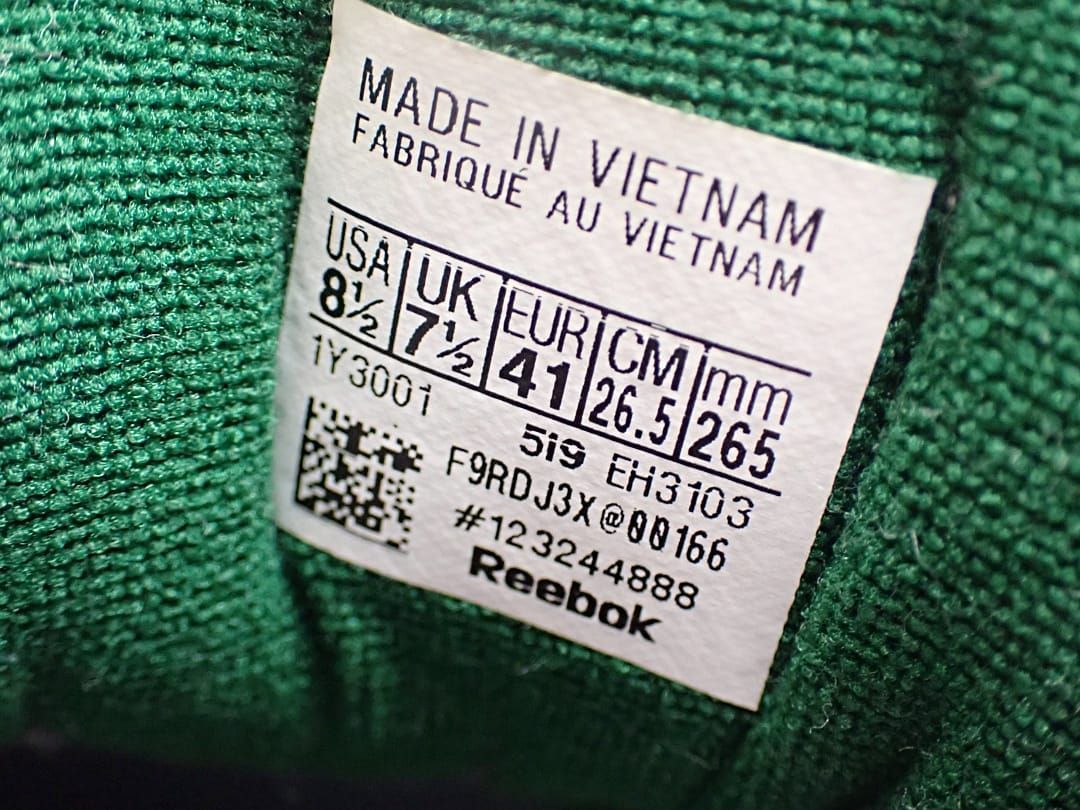 MADE IN VIETNAM
FABRIQUÉ AU VIETNAM
USA UK EUR CM mm
8½ 7½ 41 26.5 265
1Y3001 5i9 EH3103
F9RDJ3X@00166
#123244888
Reebok